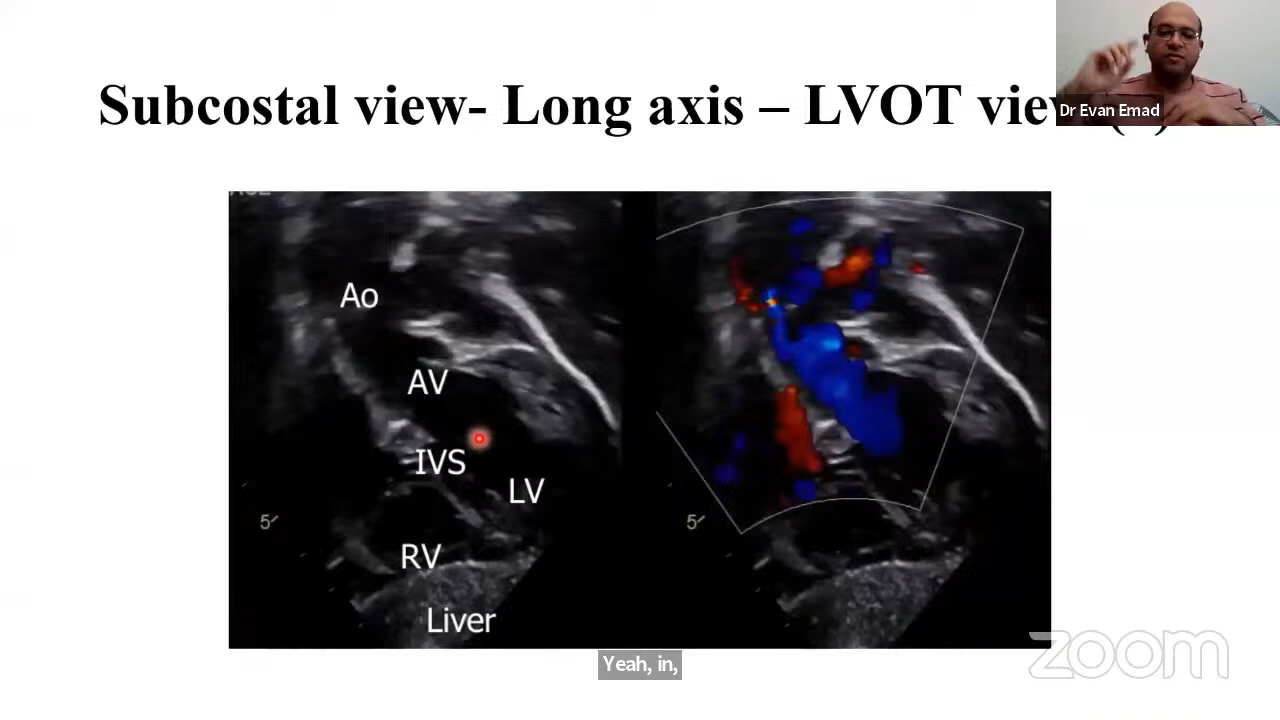 Subcostal view- Long axis – LVOT view
Dr Evan Emad
Ao
AV
IVS
LV
5
5
RV
Liver
Yeah, in,
zoom